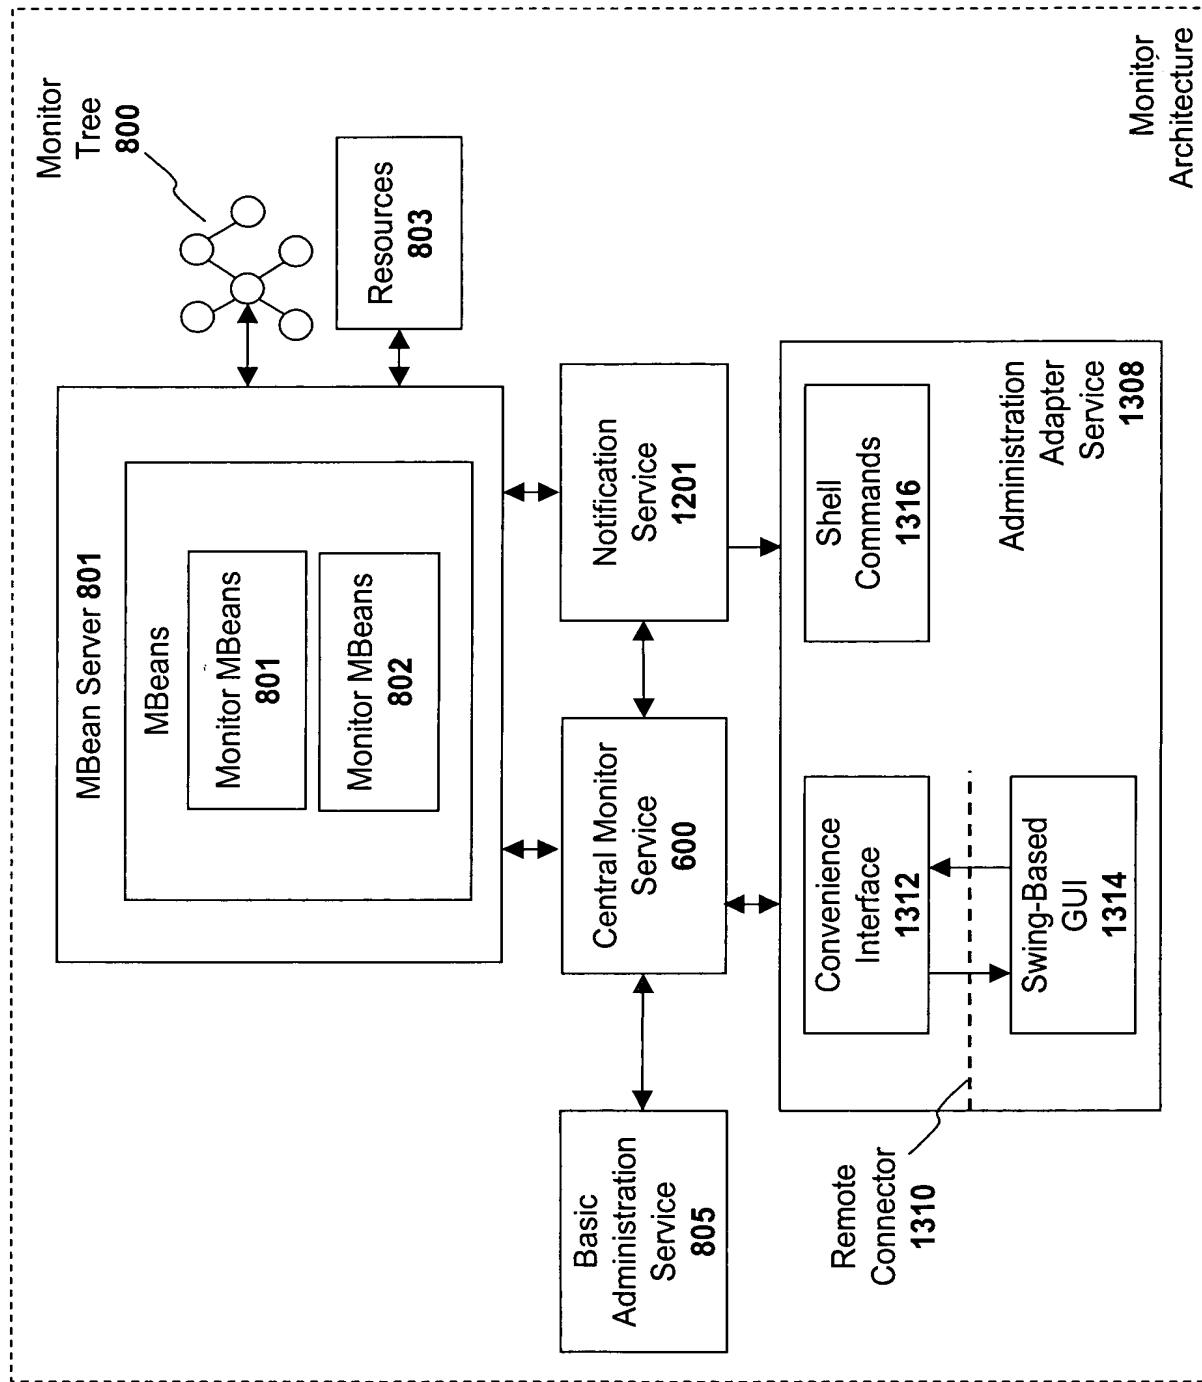 Monitor
Tree
800
MBean Server 801
MBeans
Monitor MBeans
801
Monitor MBeans
802
Resources
803
Basic
Administration
Service
805
Central Monitor
Service
600
Notification
Service
1201
Remote
Connector
1310
Convenience
Interface
1312
Swing-Based
GUI
1314
Shell
Commands
1316
Administration
Adapter
Service
1308
Monitor
Architecture